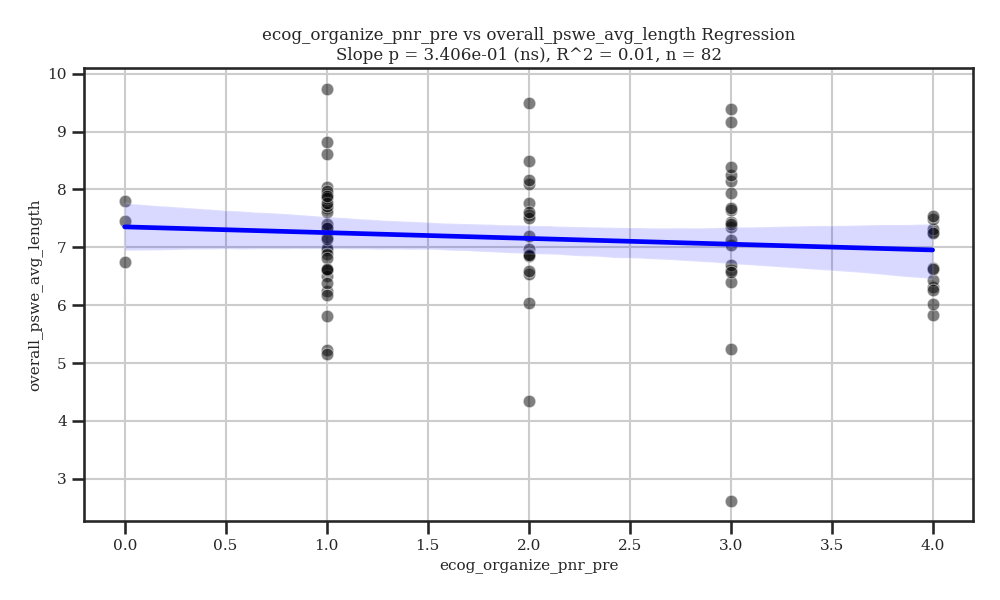 ecog_organize_pnr_pre vs overall_pswe_avg_length Regression
Slope p = 3.406e-01 (ns), R^2 = 0.01, n = 82
overall_pswe_avg_length
10
9
8
7
6
5
4
3
0.0 0.5 1.0 1.5 2.0 2.5 3.0 3.5 4.0
ecog_organize_pnr_pre